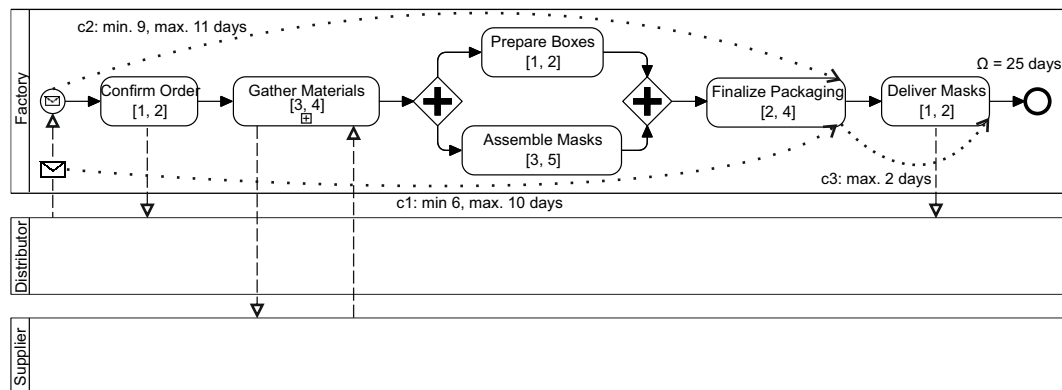 c2: min. 9, max. 11 days
Factory
Confirm Order
[1, 2]
Gather Materials
[3, 4]
Prepare Boxes
[1, 2]
Assemble Masks
[3, 5]
Finalize Packaging
[2, 4]
Deliver Masks
[1, 2]
Ω = 25 days
c3: max. 2 days
c1: min 6, max. 10 days
Distributor
Supplier